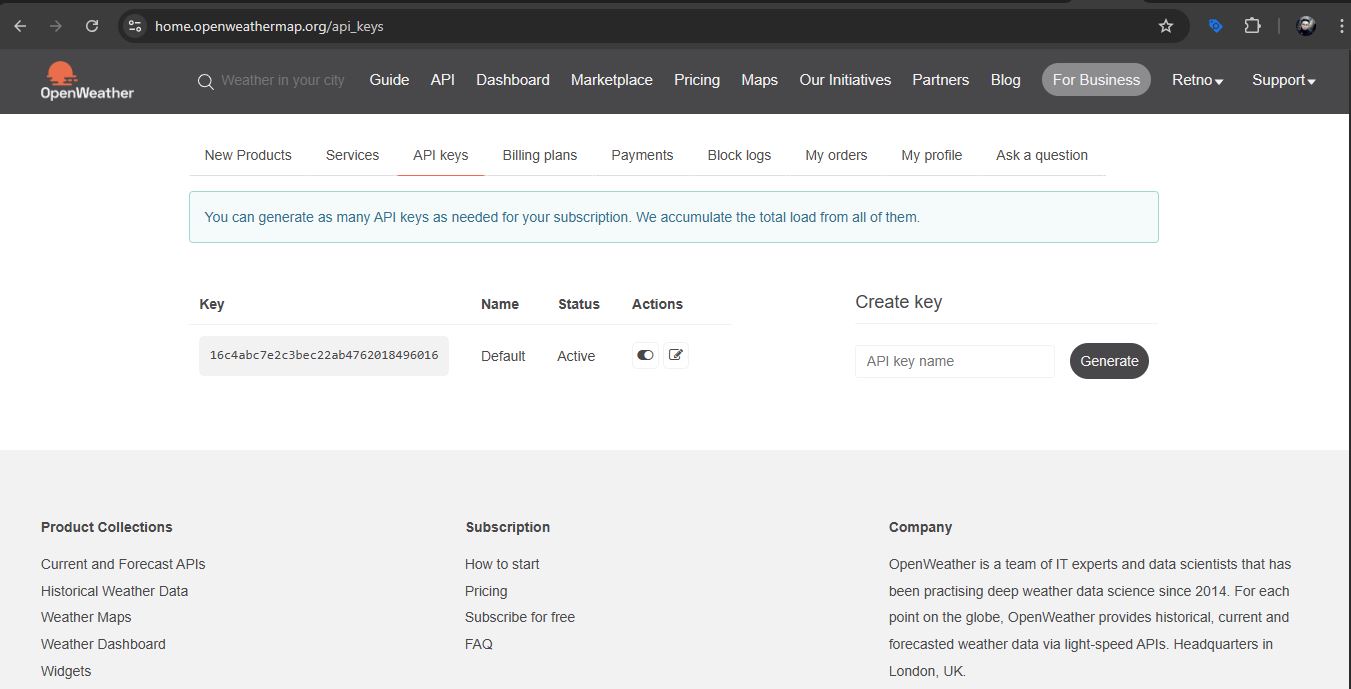 home.openweathermap.org/api_keys
OpenWeather
Weather in your city
Guide
API
Dashboard
Marketplace
Pricing
Maps
Our Initiatives
Partners
Blog
For Business
Retno
Support
New Products
Services
API keys
Billing plans
Payments
Block logs
My orders
My profile
Ask a question
You can generate as many API keys as needed for your subscription. We accumulate the total load from all of them.
Key
Name
Status
Actions
16c4abc7e2c3bec22ab4762018496016
Default
Active
Create key
API key name
Generate
Product Collections
Current and Forecast APIs
Historical Weather Data
Weather Maps
Weather Dashboard
Widgets
Subscription
How to start
Pricing
Subscribe for free
FAQ
Company
OpenWeather is a team of IT experts and data scientists that has
been practising deep weather data science since 2014. For each
point on the globe, OpenWeather provides historical, current and
forecasted weather data via light-speed APIs. Headquarters in
London, UK.